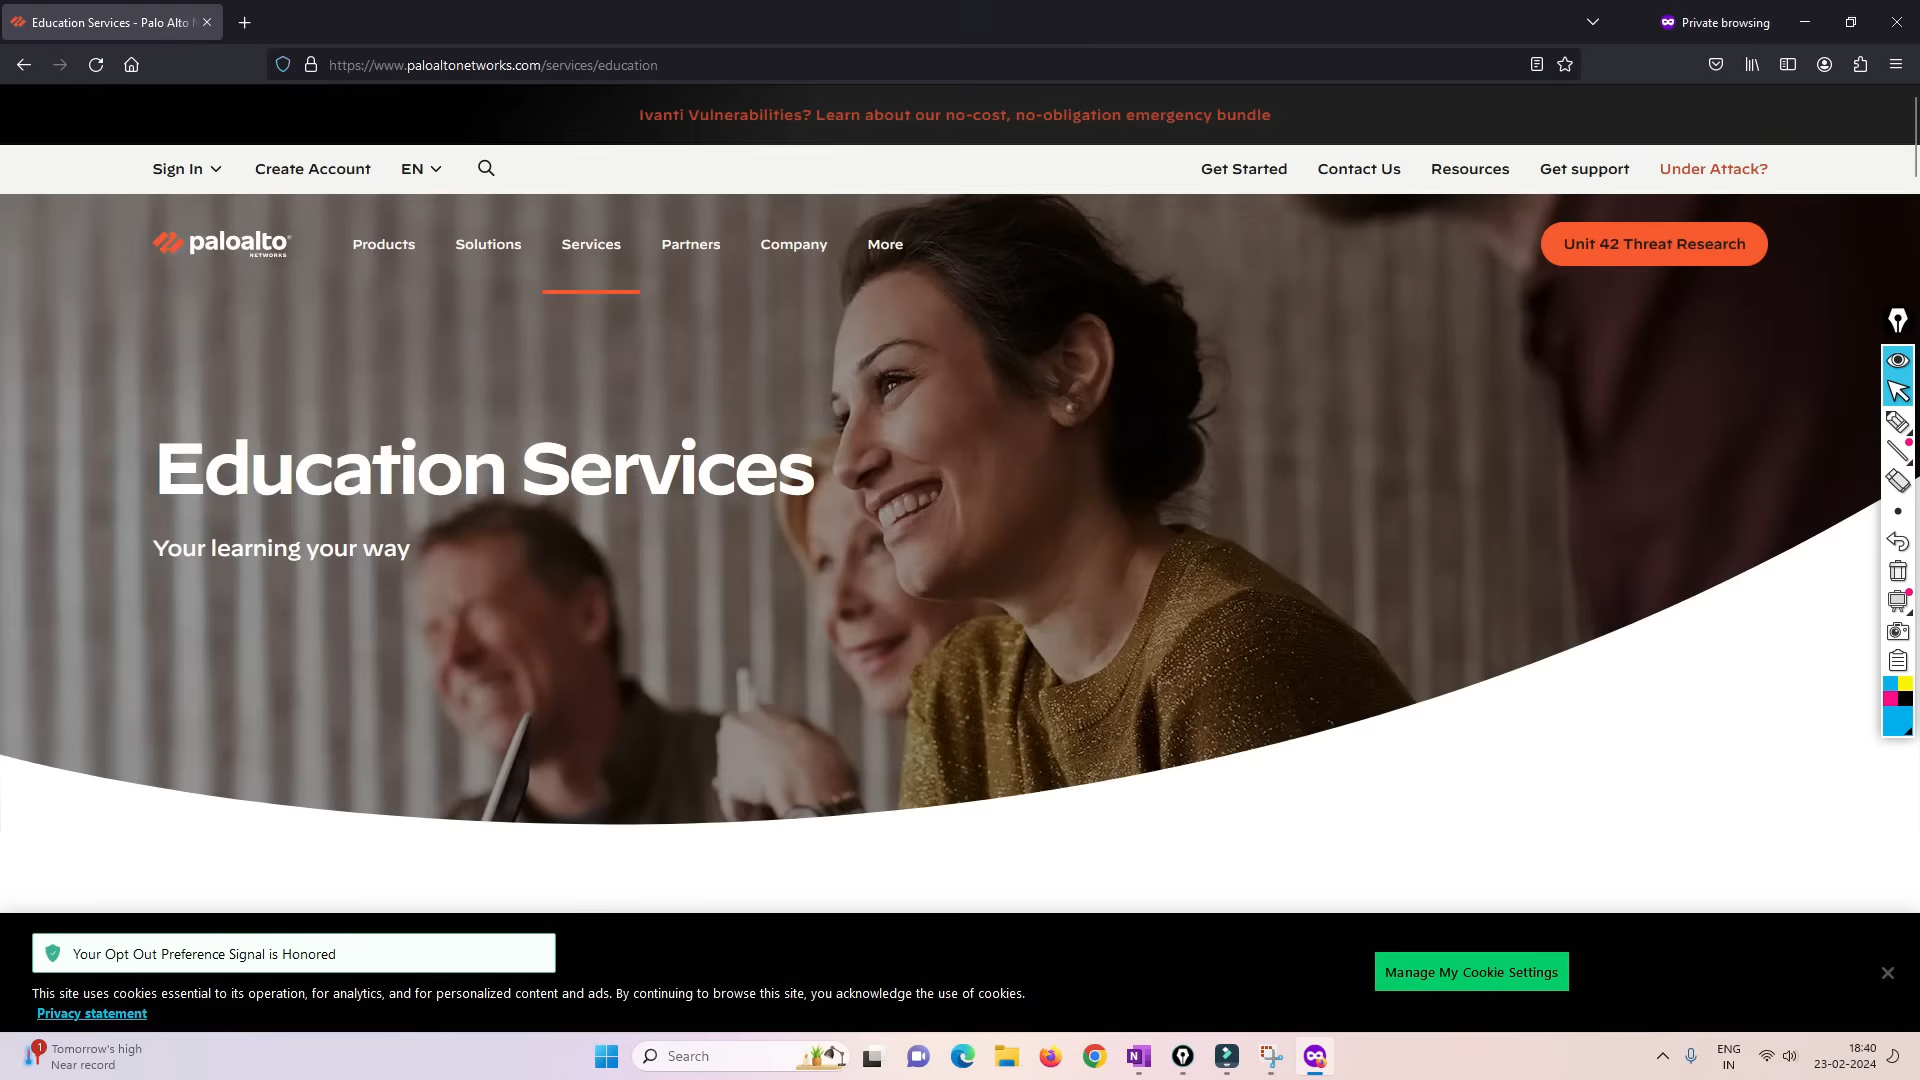 Education Services - Palo Alto
Private browsing
https://www.paloaltonetworks.com/services/education
Ivanti Vulnerabilities? Learn about our no-cost, no-obligation emergency bundle
Sign In Create Account EN Get Started Contact Us Resources Get support Under Attack?
paloalto
NETWORKS
Products Solutions Services Partners Company More Unit 42 Threat Research
Education Services
Your learning your way
Your Opt Out Preference Signal is Honored
Manage My Cookie Settings
This site uses cookies essential to its operation, for analytics, and for personalized content and ads. By continuing to browse this site, you acknowledge the use of cookies.
Privacy statement
1
Tomorrow's high
Near record
Search
N
ENG
IN
18:40
23-02-2024